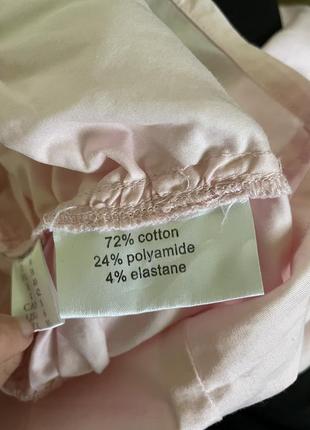 72% cotton
24% polyamide
4% elastane